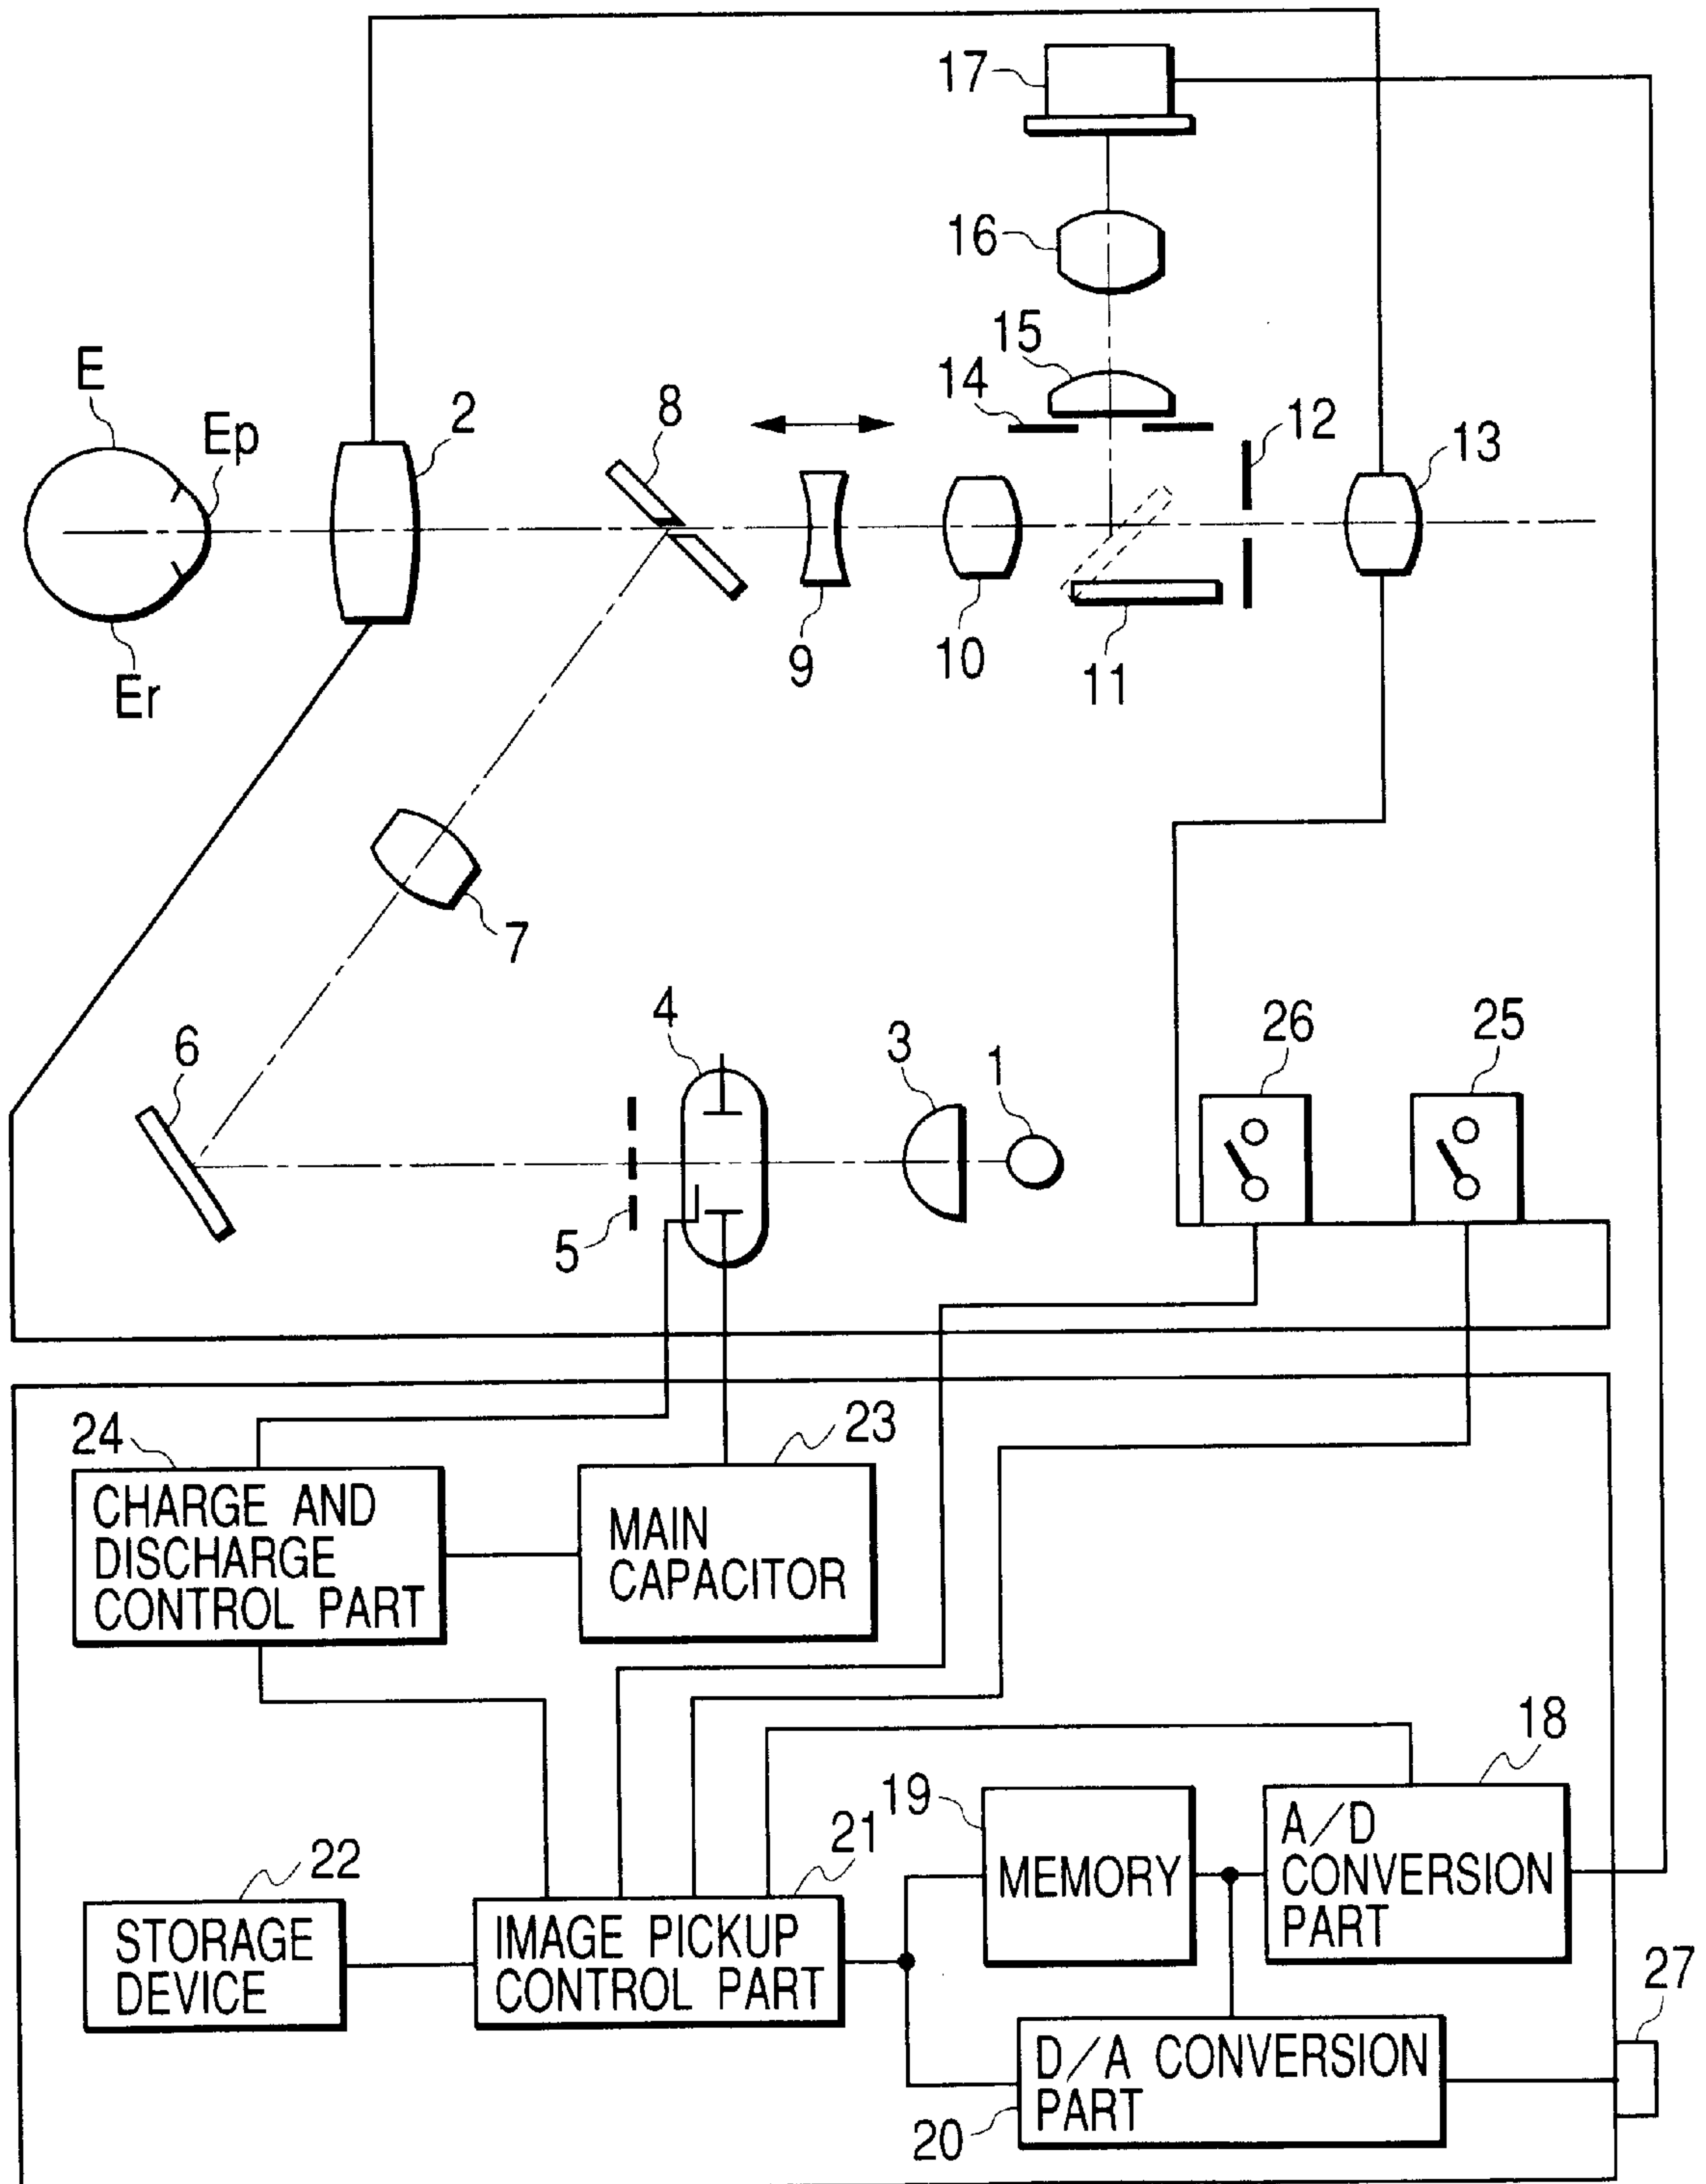 17
16
15
14
E
Ep
2
8
12
13
Er
9
10
11
7
6
4
3
1
26
25
5
24
23
CHARGE AND
DISCHARGE
CONTROL PART
MAIN
CAPACITOR
18
19
21
22
A/D
CONVERSION
PART
MEMORY
STORAGE
DEVICE
IMAGE PICKUP
CONTROL PART
27
D/A CONVERSION
PART
20